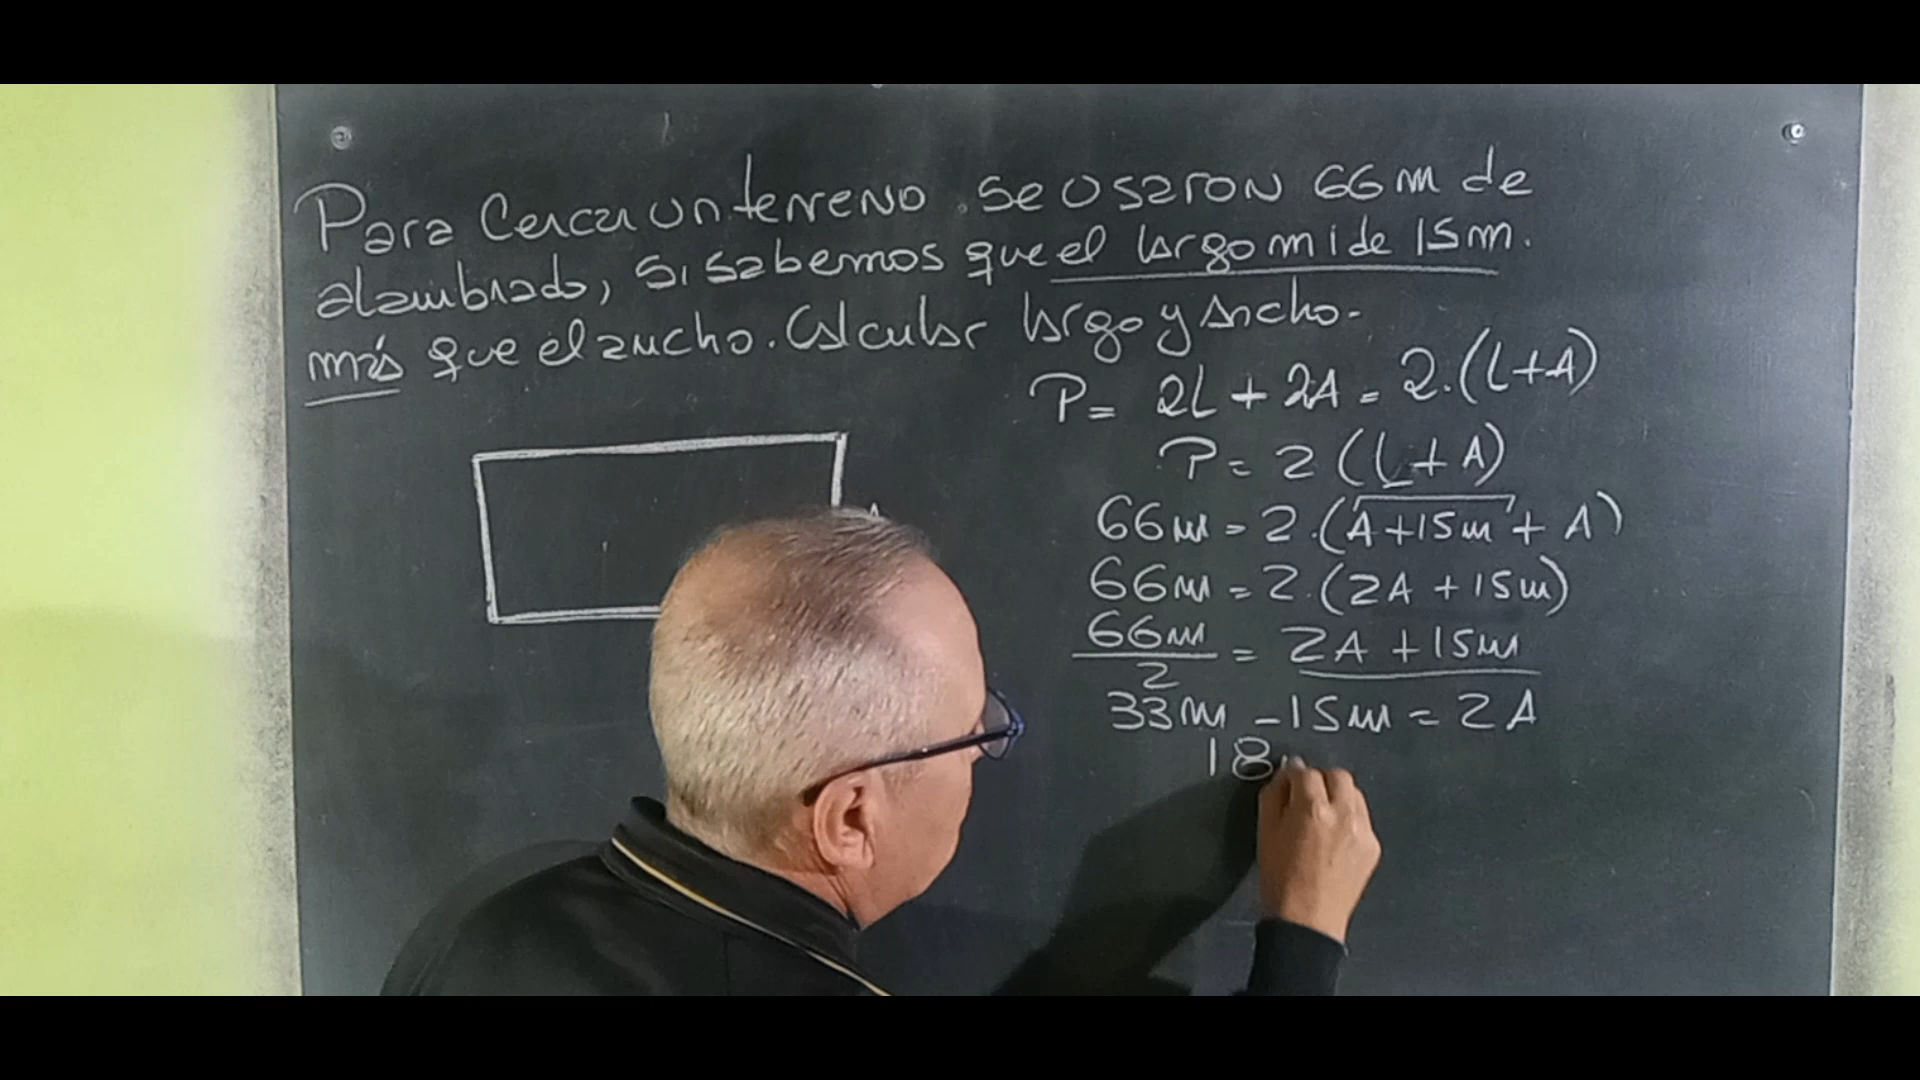 Para Cercar un terreno se usaron 66m de
alambrado, si sabemos que el largo mide 15m.
más que el ancho. Calcular largo y ancho.
P = 2L + 2A = 2.(L+A)
P = 2 (L+A)
66m = 2.(A+15m + A)
66m = 2.(2A + 15m)
66m/2 = 2A + 15m
33m - 15m = 2A
18
A